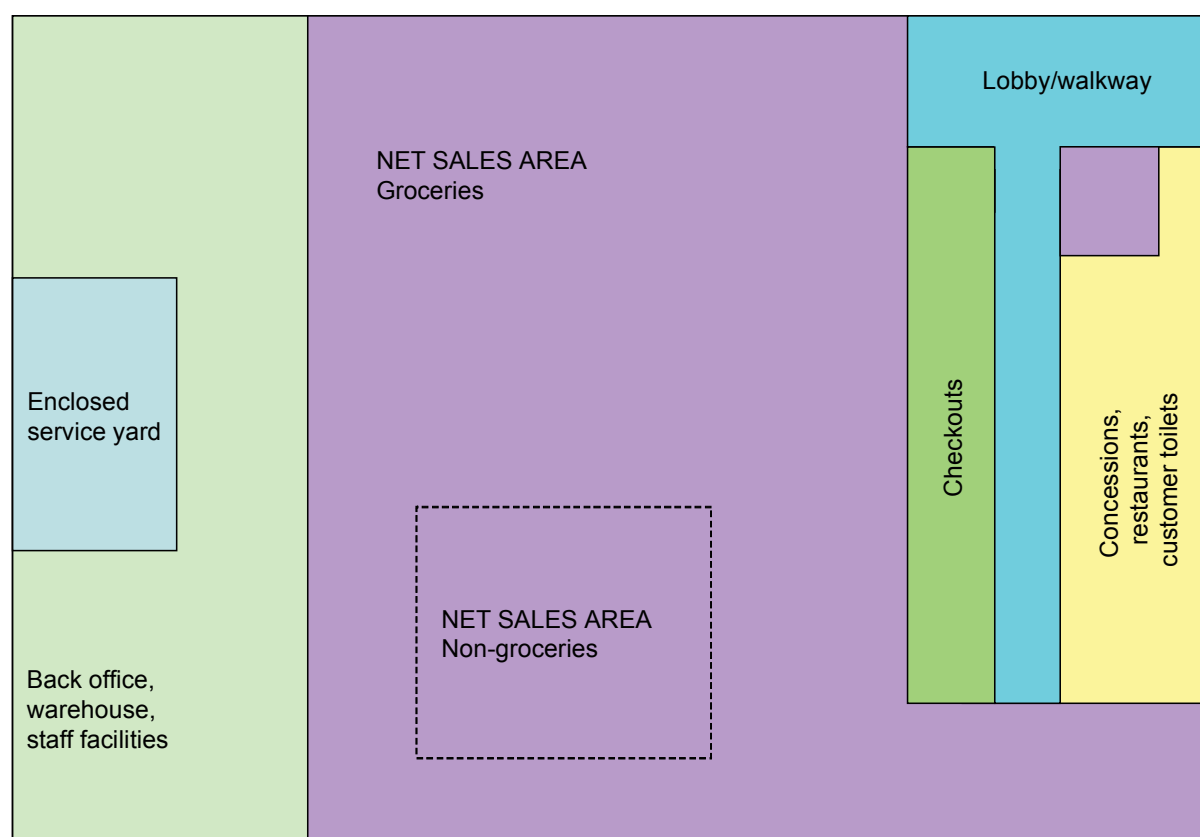 Lobby/walkway
NET SALES AREA
Groceries
Enclosed
service yard
Checkouts
Concessions,
restaurants,
customer toilets
NET SALES AREA
Non-groceries
Back office,
warehouse,
staff facilities